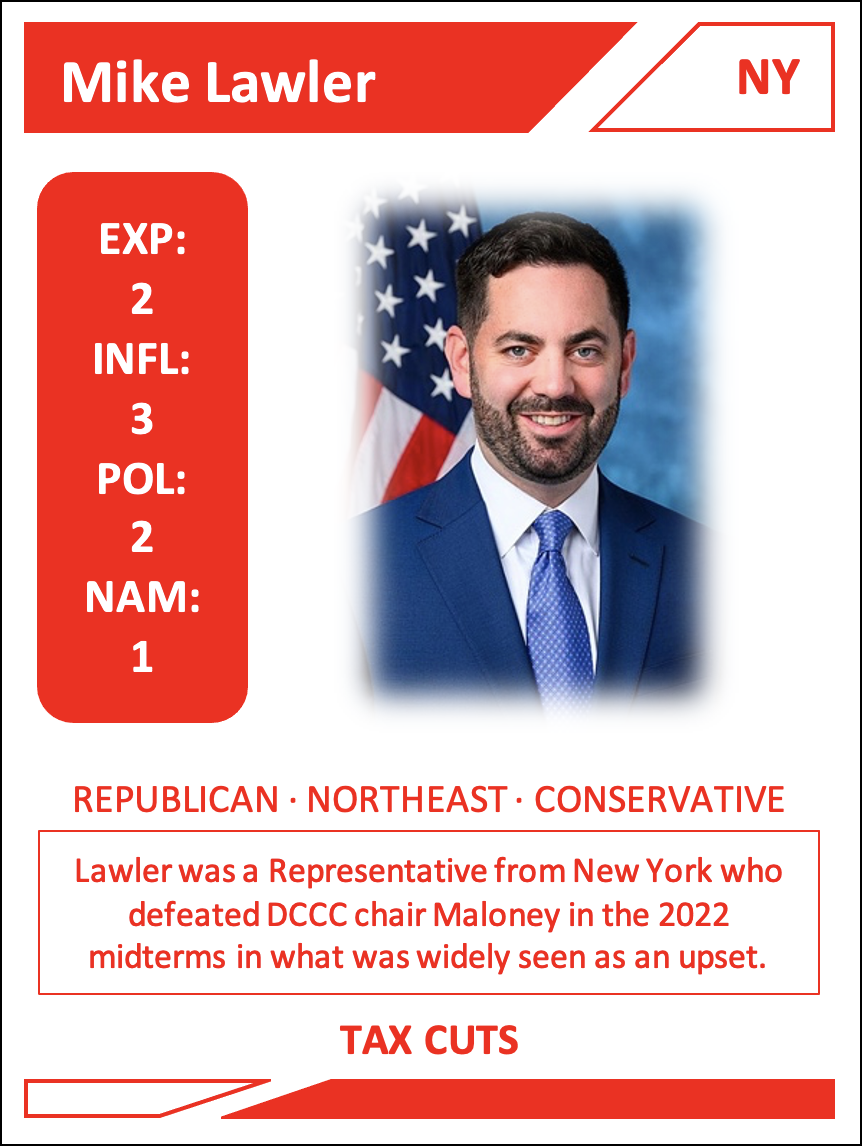 Mike Lawler
NY
EXP:
2
INFL:
3
POL:
2
NAM:
1
REPUBLICAN · NORTHEAST · CONSERVATIVE
Lawler was a Representative from New York who
defeated DCCC chair Maloney in the 2022
midterms in what was widely seen as an upset.
TAX CUTS